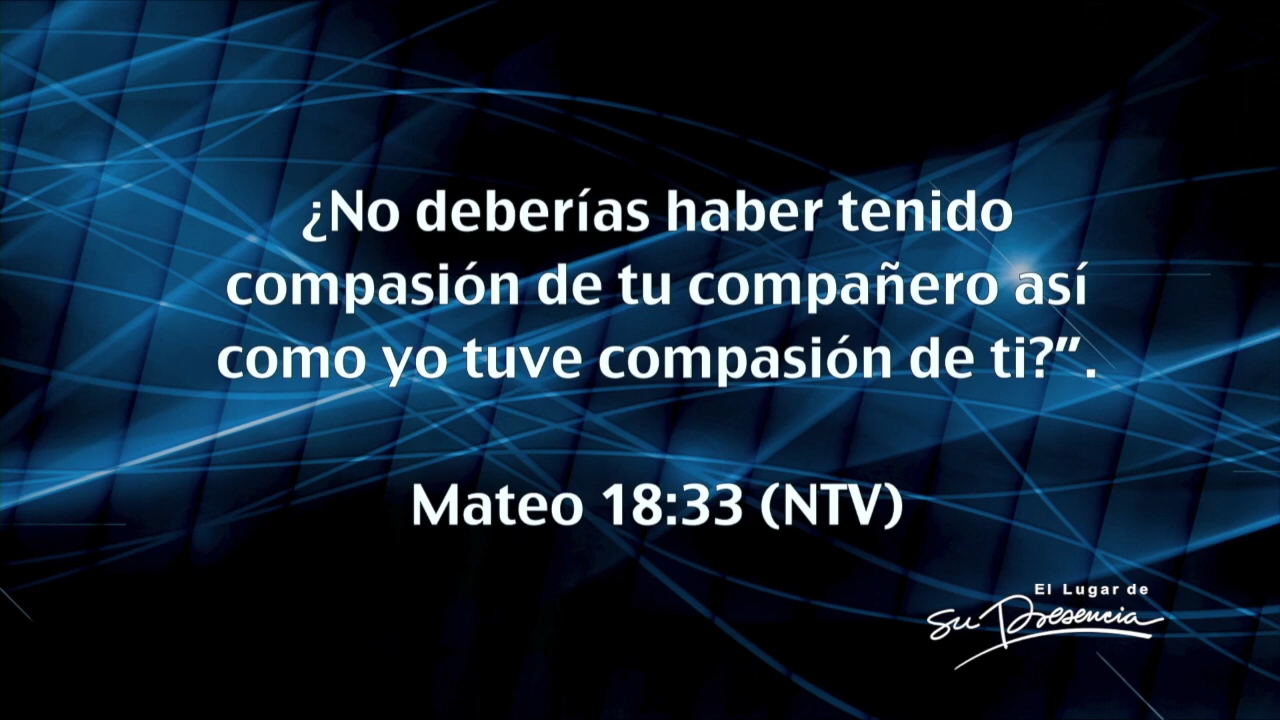 ¿No deberías haber tenido
compasión de tu compañero así
como yo tuve compasión de ti?”.
Mateo 18:33 (NTV)
El Lugar de
Su Presencia